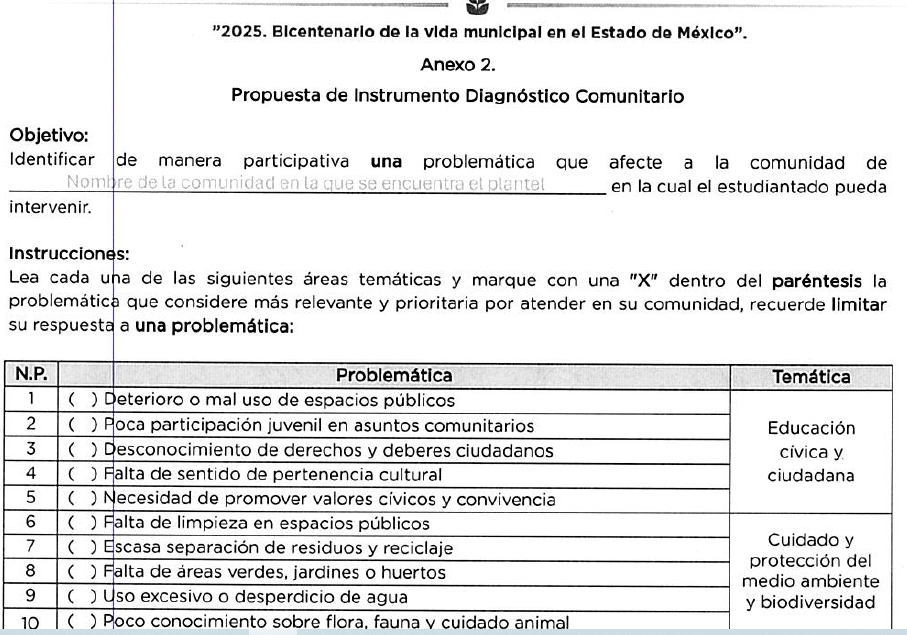 "2025. Bicentenario de la vida municipal en el Estado de México".
Anexo 2.
Propuesta de Instrumento Diagnóstico Comunitario
Objetivo:
Identificar de manera participativa una problemática que afecte a la comunidad de
Nombre de la comunidad en la que se encuentra el plantel en la cual el estudiantado pueda
intervenir.
Instrucciones:
Lea cada una de las siguientes áreas temáticas y marque con una "X" dentro del paréntesis la
problemática que considere más relevante y prioritaria por atender en su comunidad, recuerde limitar
su respuesta a una problemática:
N.P. Problemática Temática
1 ( ) Deterioro o mal uso de espacios públicos
2 ( ) Poca participación juvenil en asuntos comunitarios
3 ( ) Desconocimiento de derechos y deberes ciudadanos
4 ( ) Falta de sentido de pertenencia cultural
5 ( ) Necesidad de promover valores cívicos y convivencia
Educación
cívica y
ciudadana
6 ( ) Falta de limpieza en espacios públicos
7 ( ) Escasa separación de residuos y reciclaje
8 ( ) Falta de áreas verdes, jardines o huertos
9 ( ) Uso excesivo o desperdicio de agua
10 ( ) Poco conocimiento sobre flora, fauna y cuidado animal
Cuidado y
protección del
medio ambiente
y biodiversidad